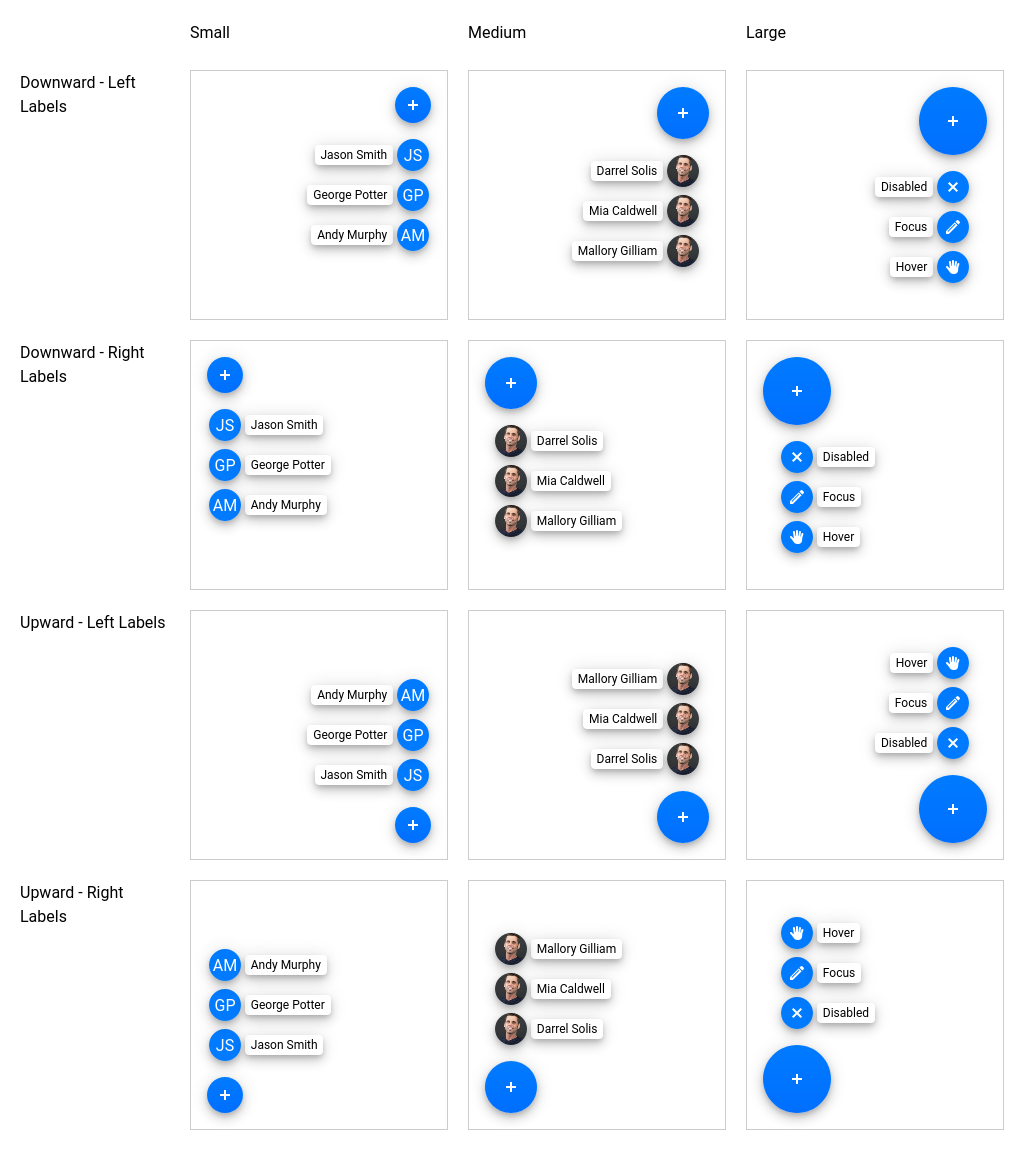 Small
Medium
Large
Downward - Left
Labels
Jason Smith JS
George Potter GP
Andy Murphy AM
Darrel Solis
Mia Caldwell
Mallory Gilliam
Disabled
Focus
Hover
Downward - Right
Labels
JS Jason Smith
GP George Potter
AM Andy Murphy
Darrel Solis
Mia Caldwell
Mallory Gilliam
Disabled
Focus
Hover
Upward - Left Labels
Andy Murphy AM
George Potter GP
Jason Smith JS
Mallory Gilliam
Mia Caldwell
Darrel Solis
Hover
Focus
Disabled
Upward - Right
Labels
AM Andy Murphy
GP George Potter
JS Jason Smith
Mallory Gilliam
Mia Caldwell
Darrel Solis
Hover
Focus
Disabled